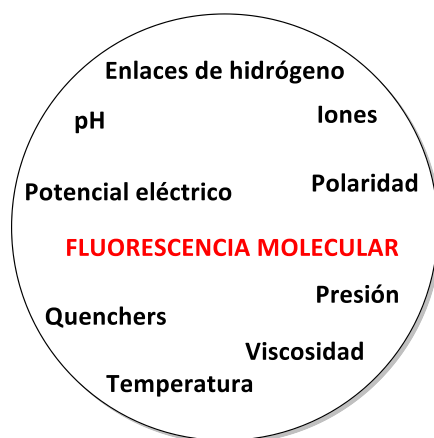 Enlaces de hidrógeno
pH
Iones
Potencial eléctrico
Polaridad
FLUORESCENCIA MOLECULAR
Presión
Quenchers
Viscosidad
Temperatura